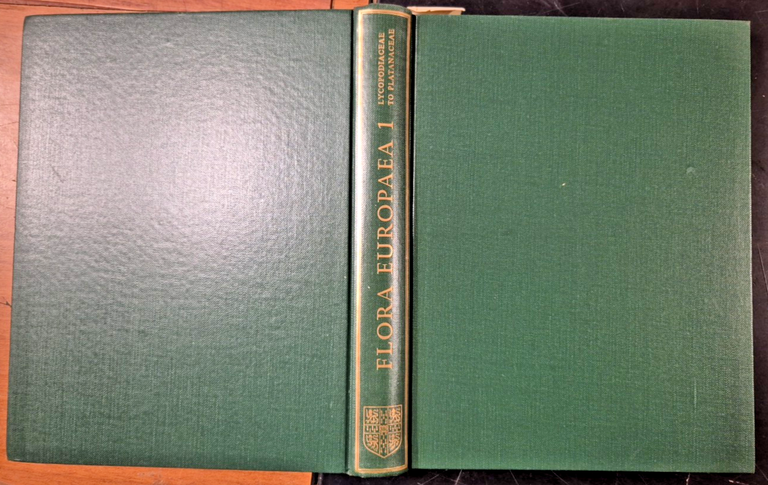 FLORA EUROPAEA 1
LYCOPODIACEAE
TO PLATANACEAE